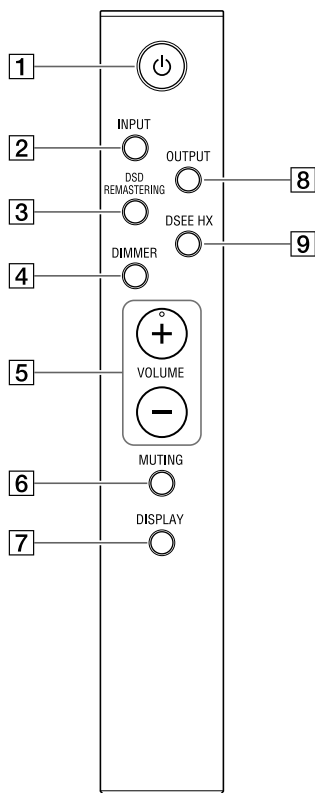 1
INPUT
2
OUTPUT
8
DSD
REMASTERING
3
DSEE HX
9
DIMMER
4
+
5
VOLUME
−
MUTING
6
DISPLAY
7